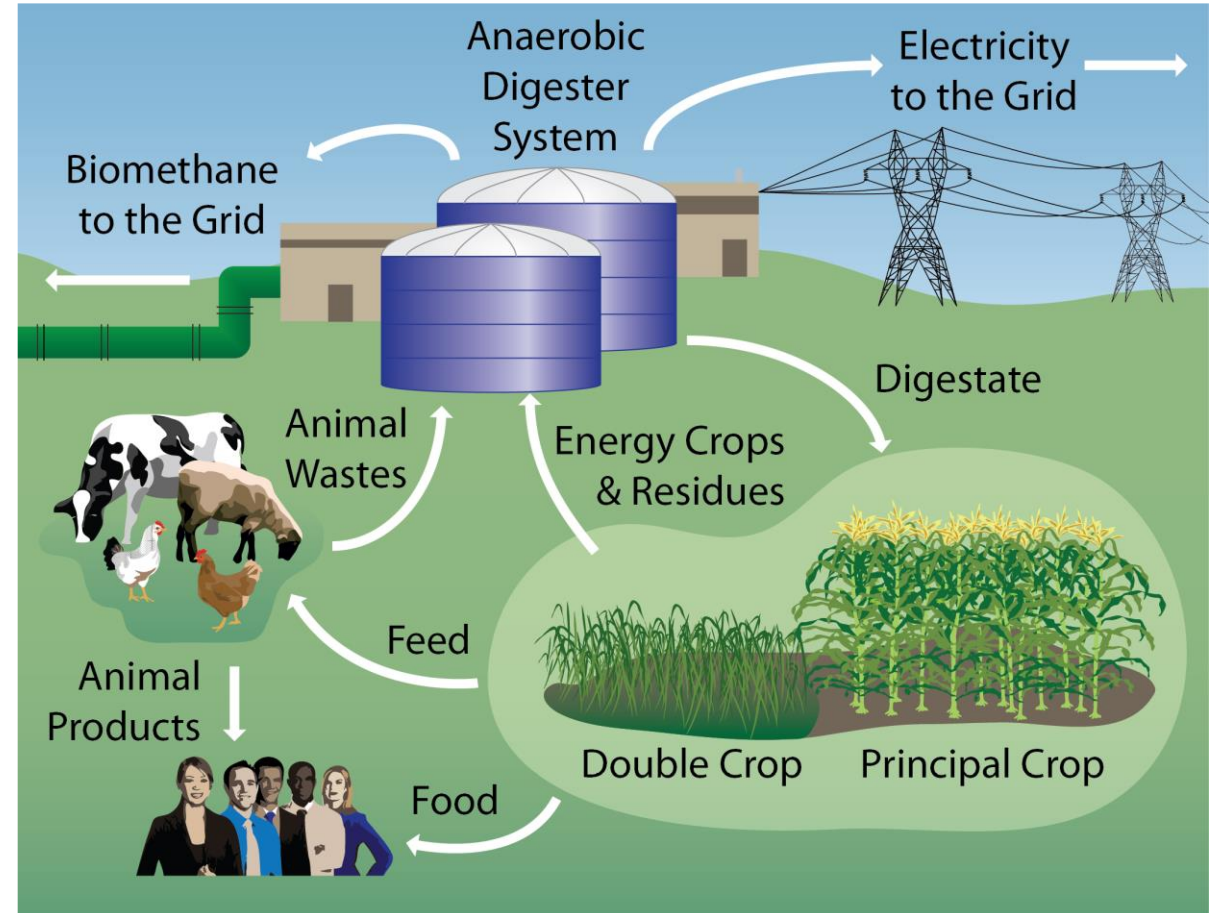 Anaerobic
Digester
System
Electricity
to the Grid
Biomethane
to the Grid
Digestate
Animal
Wastes
Energy Crops
& Residues
Feed
Animal
Products
Double Crop
Principal Crop
Food